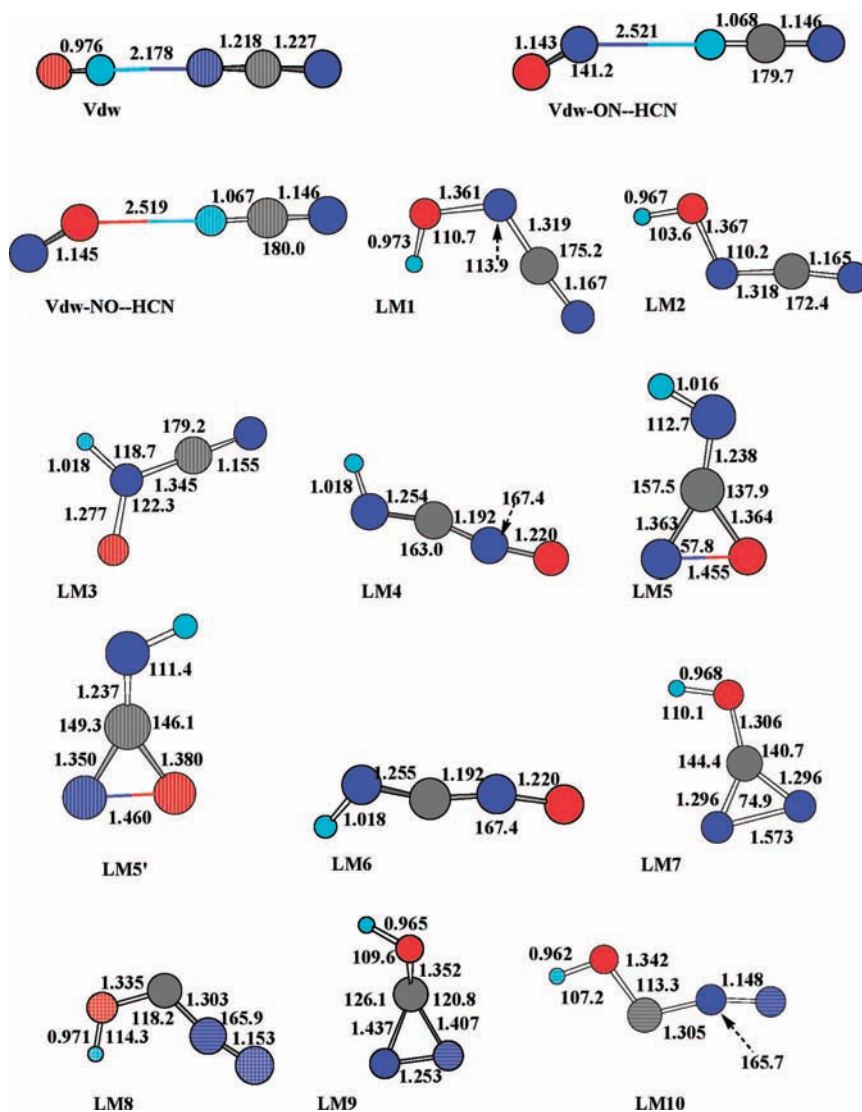 0.976 2.178 1.218 1.227
Vdw
1.143 2.521 1.068 1.146
141.2 179.7
Vdw-ON--HCN
2.519 1.067 1.146
1.145 180.0
Vdw-NO--HCN
1.361
0.973 110.7 1.319
113.9 175.2
1.167
LM1
0.967
103.6 1.367
110.2 1.165
1.318 172.4
LM2
179.2
118.7
1.018 1.345 1.155
1.277 122.3
LM3
1.018 1.254 1.192 167.4
163.0 1.220
LM4
1.016
112.7
1.238
157.5 137.9
1.363 1.364
57.8
1.455
LM5
111.4
1.237
149.3 146.1
1.350 1.380
1.460
LM5'
1.255 1.192 1.220
1.018 167.4
LM6
0.968
110.1 1.306
144.4 140.7
1.296 74.9 1.296
1.573
LM7
1.335
1.303
118.2 165.9
0.971 114.3 1.153
LM8
0.965
109.6
1.352
126.1 120.8
1.437 1.407
1.253
LM9
0.962 1.342
107.2 113.3 1.148
1.305
165.7
LM10